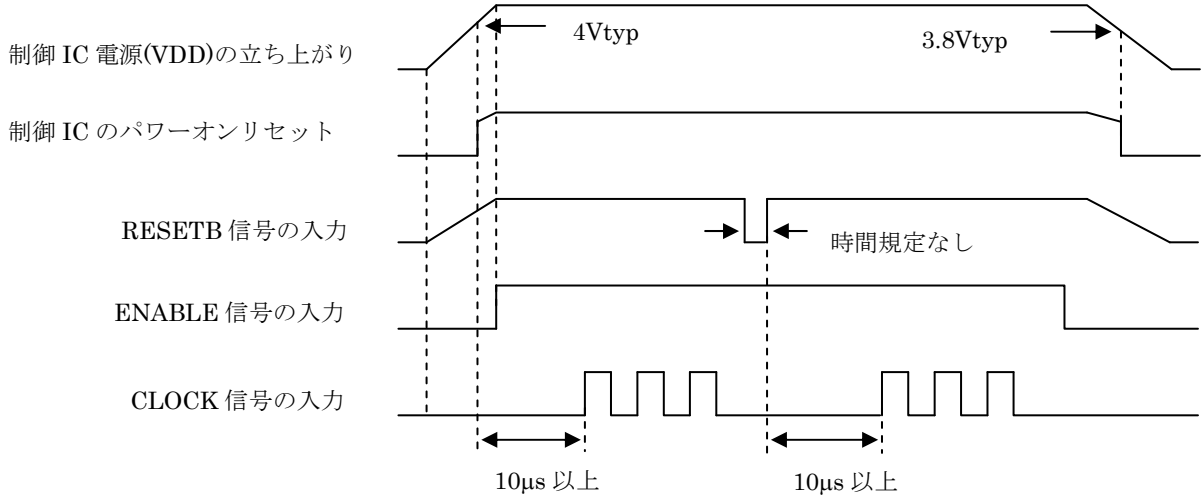 4Vtyp
3.8Vtyp
制御 IC 電源(VDD)の立ち上がり
制御 IC のパワーオンリセット
RESETB 信号の入力
時間規定なし
ENABLE 信号の入力
CLOCK 信号の入力
10μs 以上
10μs 以上